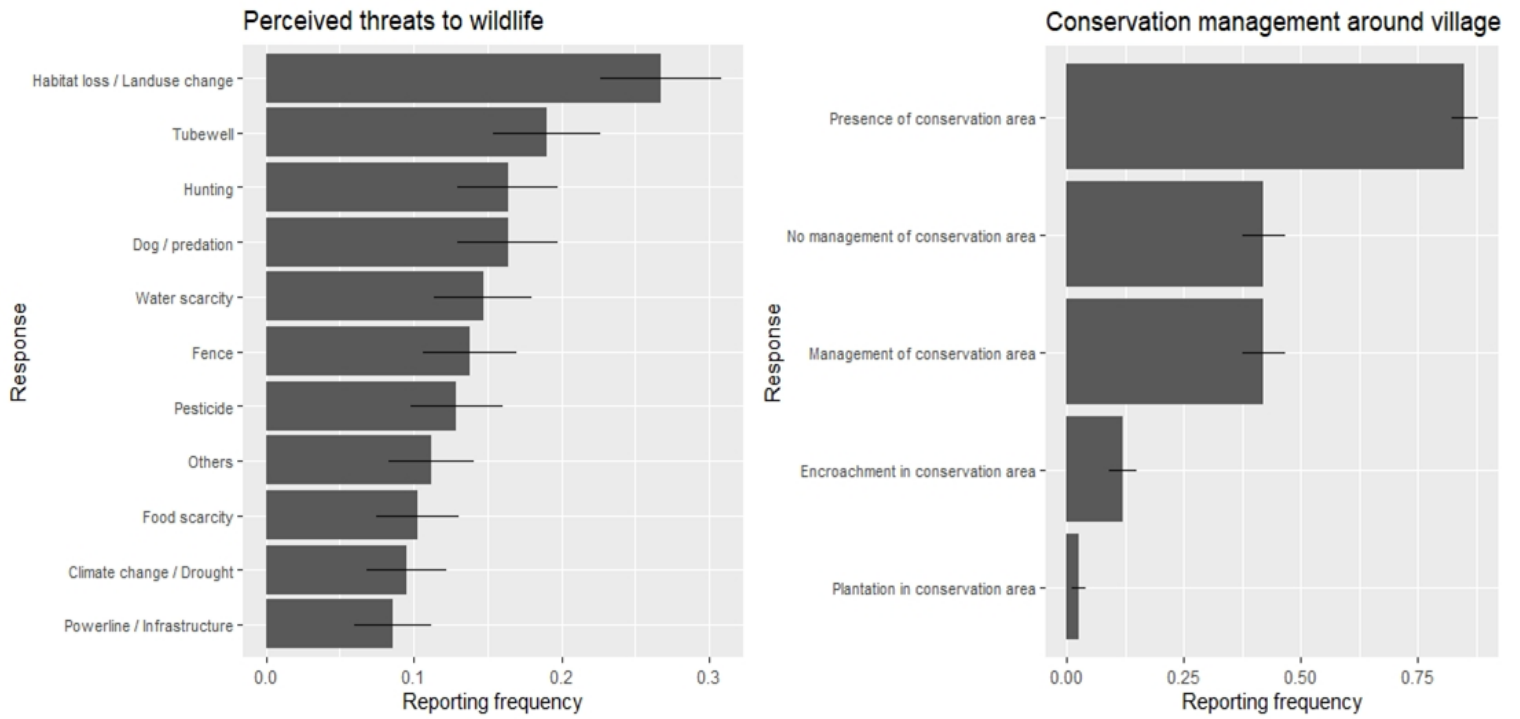 Perceived threats to wildlife
Response
Habitat loss / Landuse change
Tubewell
Hunting
Dog / predation
Water scarcity
Fence
Pesticide
Others
Food scarcity
Climate change / Drought
Powerline / Infrastructure
0.0 0.1 0.2 0.3
Reporting frequency
Conservation management around village
Response
Presence of conservation area
No management of conservation area
Management of conservation area
Encroachment in conservation area
Plantation in conservation area
0.00 0.25 0.50 0.75
Reporting frequency